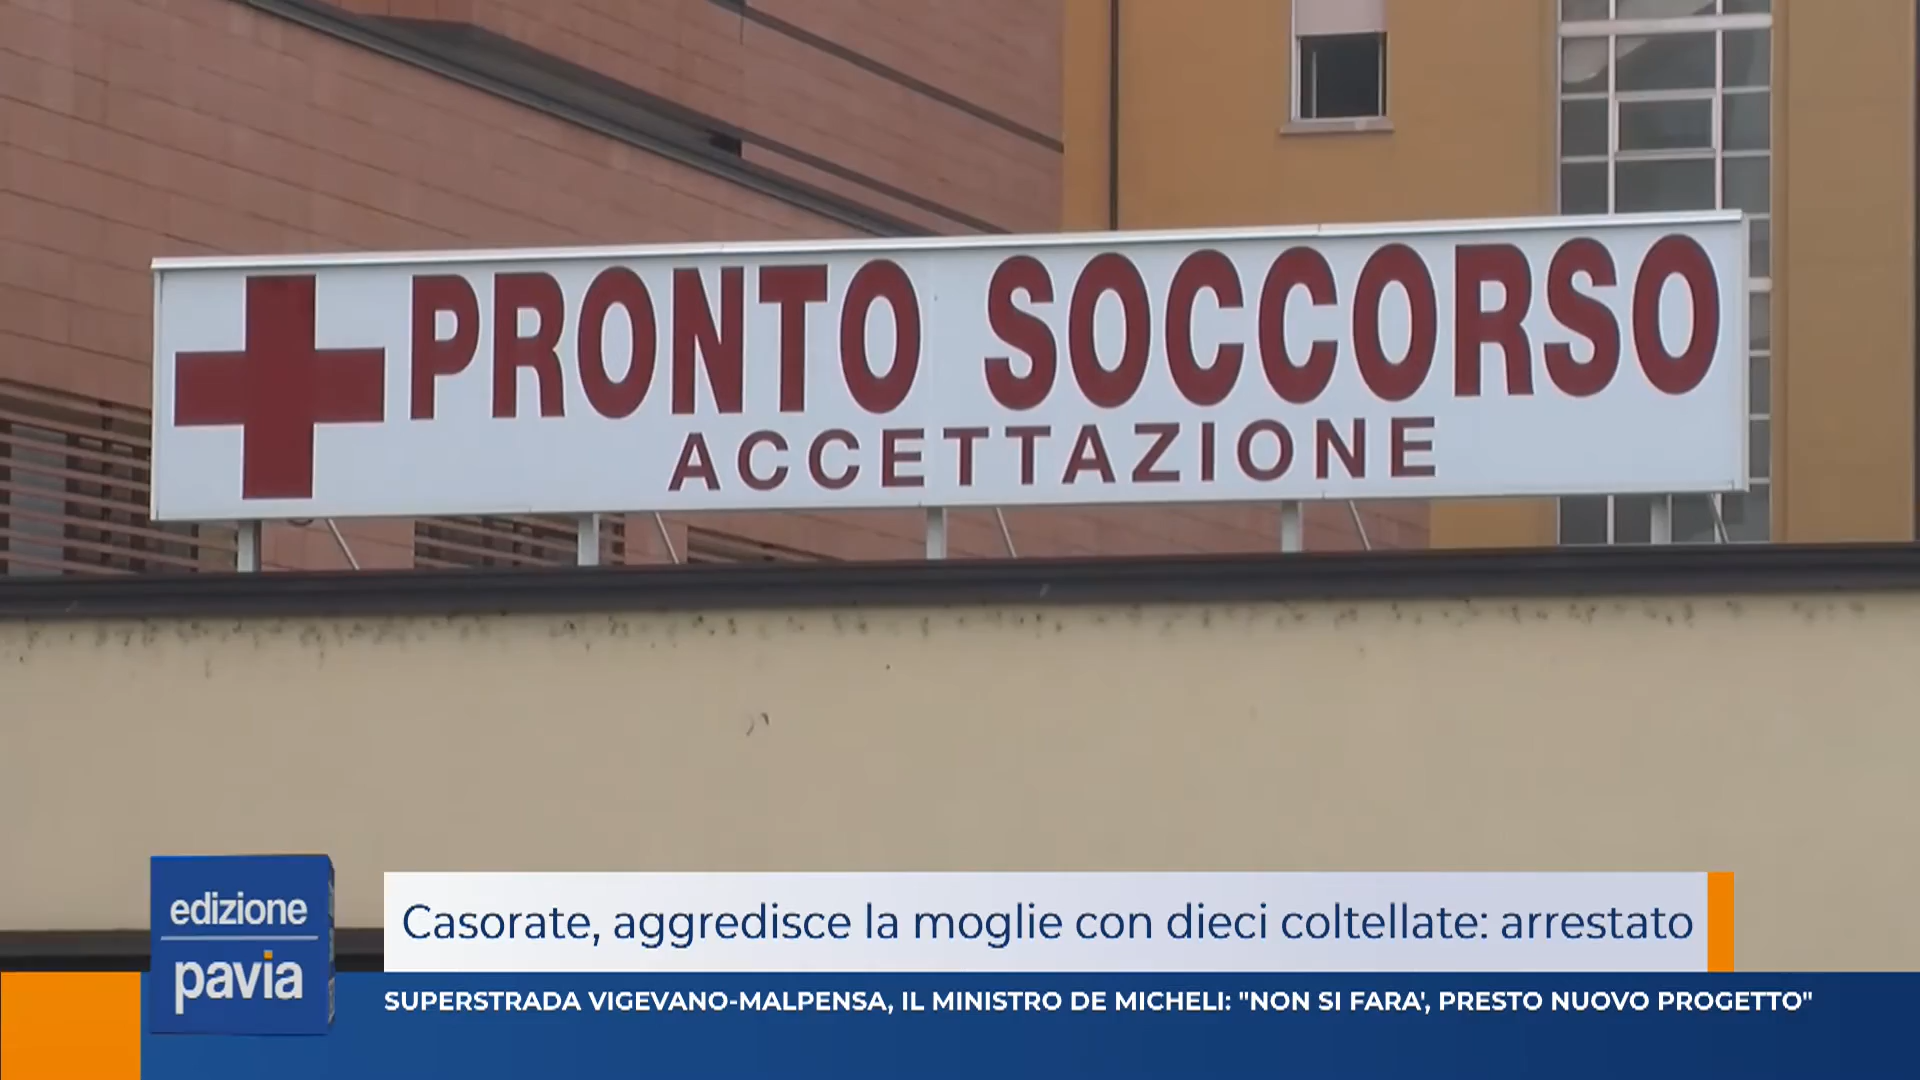 PRONTO SOCCORSO
ACCETTAZIONE
edizione
pavia
Casorate, aggredisce la moglie con dieci coltellate: arrestato
SUPERSTRADA VIGEVANO-MALPENSA, IL MINISTRO DE MICHELI: "NON SI FARA', PRESTO NUOVO PROGETTO"